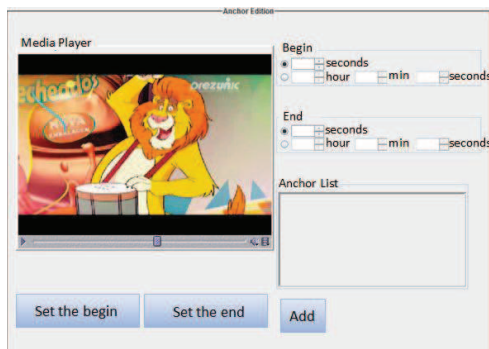 Anchor Edition
Media Player
Begin
seconds
hour min seconds
End
seconds
hour min seconds
Anchor List
prezunic
Set the begin
Set the end
Add